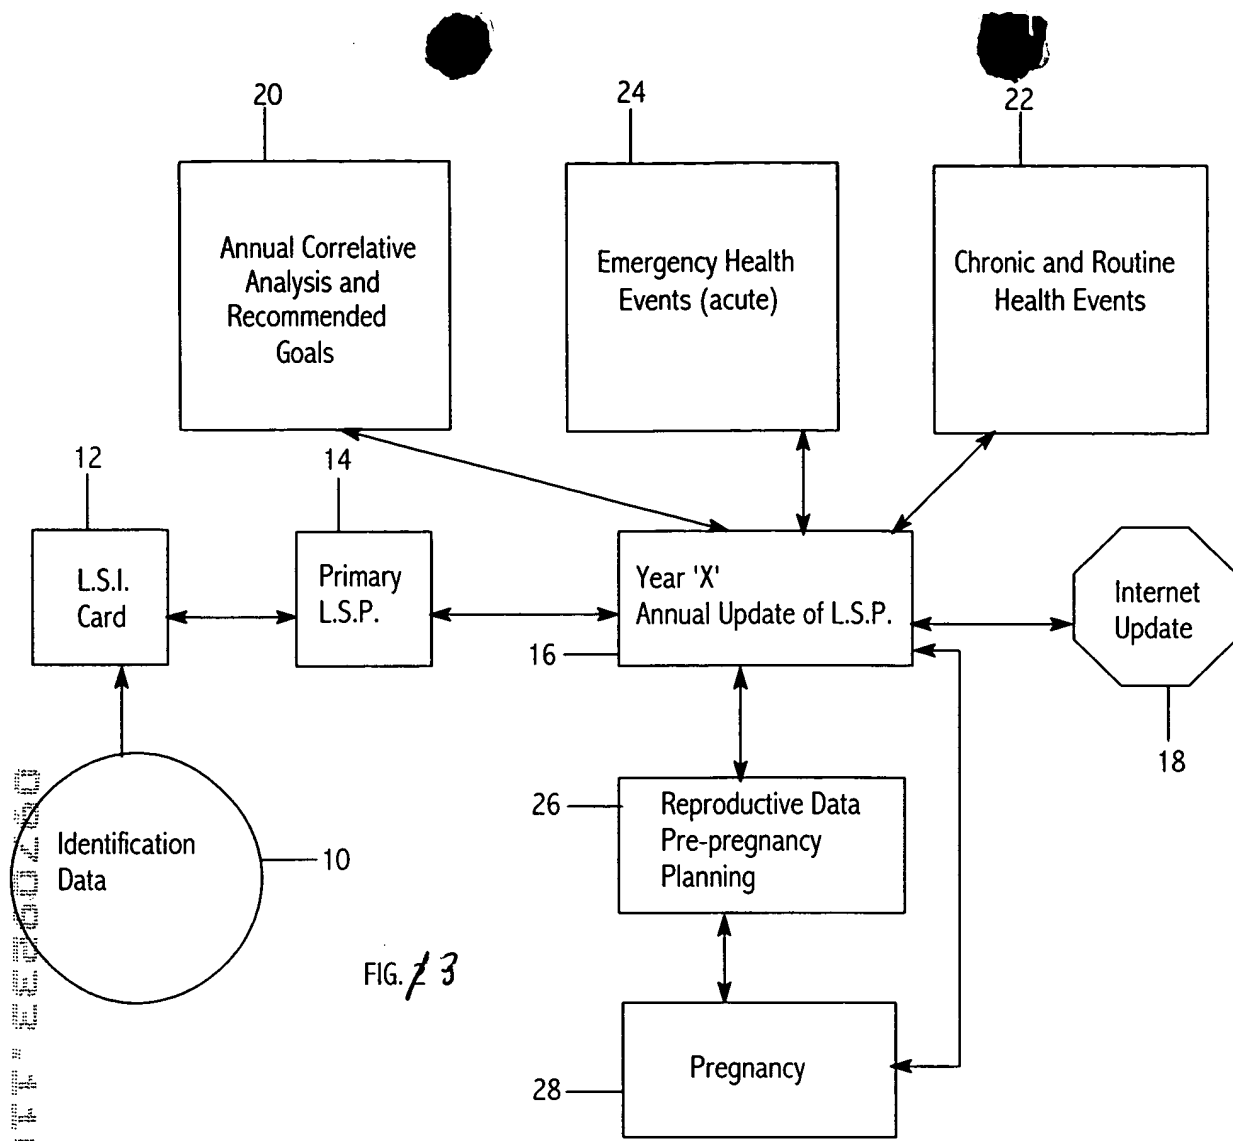 20
24
22
Annual Correlative
Analysis and
Recommended
Goals
Emergency Health
Events (acute)
Chronic and Routine
Health Events
12
14
L.S.I.
Card
Primary
L.S.P.
Year 'X'
Annual Update of L.S.P.
16
Internet
Update
18
Identification
Data
10
26
Reproductive Data
Pre-pregnancy
Planning
FIG. 3
28
Pregnancy